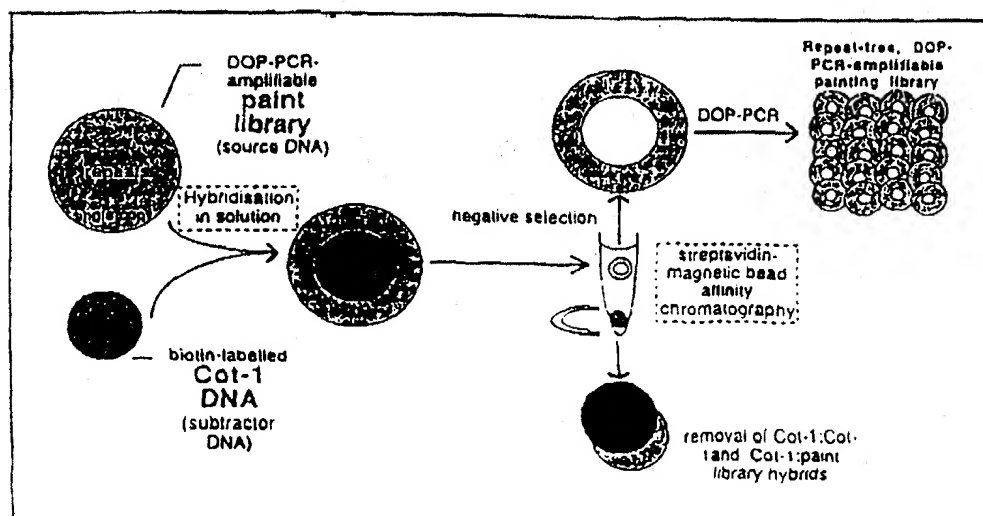 DOP-PCR-
amplifiable
paint
library
(source DNA)
Hybridisation
in solution
biotin-labelled
Cot-1
DNA
(subtractor
DNA)
negative selection
DOP-PCR
Repeat-free, DOP-
PCR-amplifiable
painting library
streptavidin-
magnetic bead
affinity
chromatography
removal of Cot-1:Cot-
1and Cot-1:paint
library hybrids